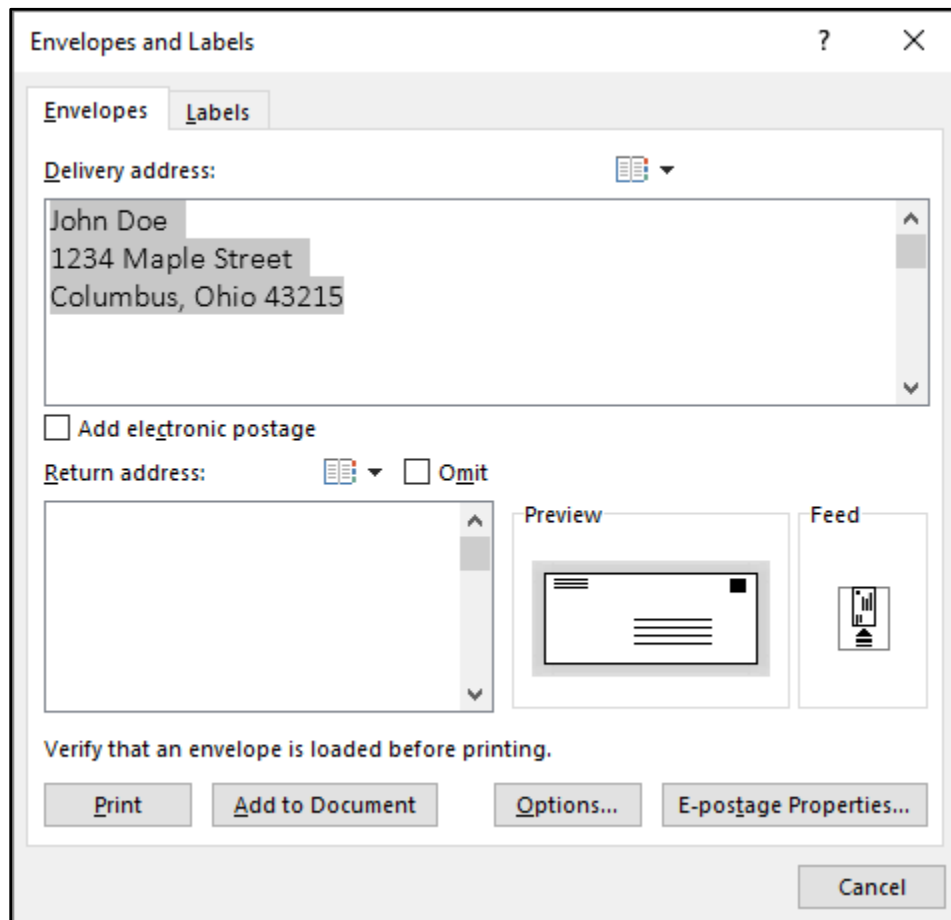 Envelopes and Labels ?
Envelopes Labels
Delivery address:
John Doe
1234 Maple Street
Columbus, Ohio 43215
Add electronic postage
Return address: Omit
Preview Feed
Verify that an envelope is loaded before printing.
Print Add to Document Options... E-postage Properties...
Cancel